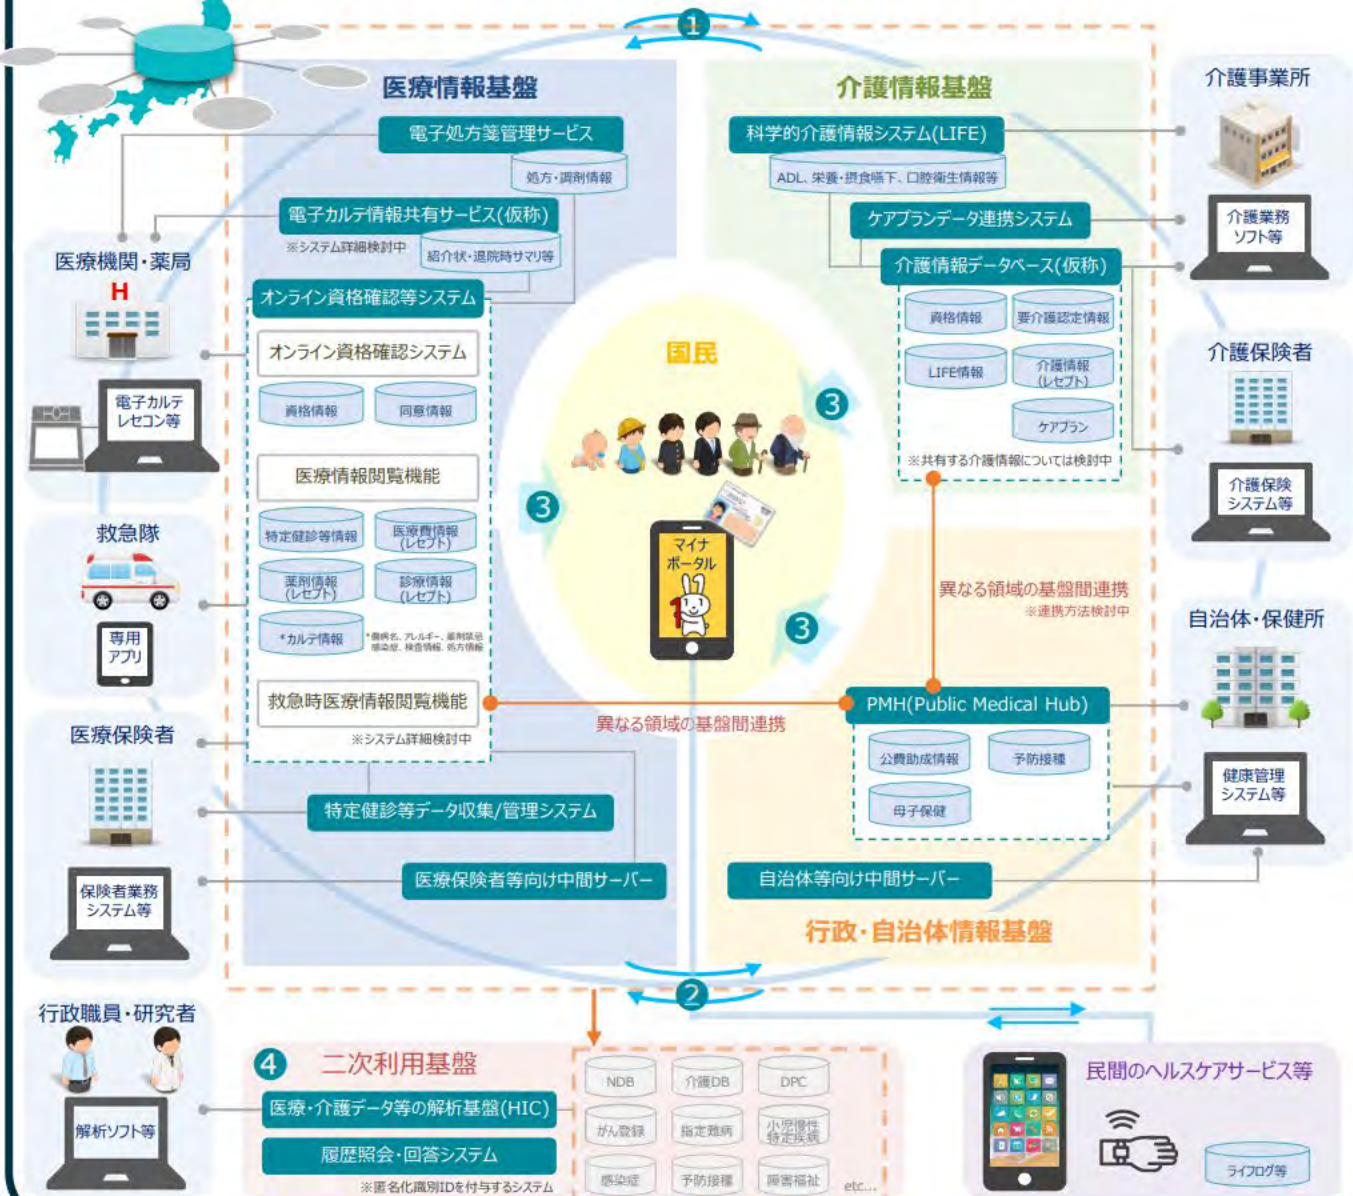 1
医療情報基盤
介護情報基盤
電子処方箋管理サービス
処方・調剤情報
電子カルテ情報共有サービス(仮称)
※システム詳細検討中
紹介状・退院時サマリ等
オンライン資格確認等システム
オンライン資格確認システム
資格情報
同意情報
医療情報閲覧機能
特定健診等情報
医療費情報
(レセプト)
薬剤情報
(レセプト)
診療情報
(レセプト)
*カルテ情報
*傷病名、アレルギー、薬剤禁忌
感染症、検査情報、処方情報
救急時医療情報閲覧機能
※システム詳細検討中
特定健診等データ収集/管理システム
医療保険者等向け中間サーバー
科学的介護情報システム(LIFE)
ADL、栄養・摂食嚥下、口腔衛生情報等
ケアプランデータ連携システム
介護情報データベース(仮称)
資格情報
要介護認定情報
LIFE情報
介護情報
(レセプト)
ケアプラン
※共有する介護情報については検討中
国民
3
3
3
マイナ
ポータル
異なる領域の基盤間連携
※連携方法検討中
異なる領域の基盤間連携
PMH(Public Medical Hub)
公費助成情報
予防接種
母子保健
自治体等向け中間サーバー
行政・自治体情報基盤
2
医療機関・薬局
H
電子カルテ
レセコン等
救急隊
専用
アプリ
医療保険者
保険者業務
システム等
行政職員・研究者
解析ソフト等
介護事業所
介護業務
ソフト等
介護保険者
介護保険
システム等
自治体・保健所
健康管理
システム等
4
二次利用基盤
医療・介護データ等の解析基盤(HIC)
履歴照会・回答システム
※匿名化識別IDを付与するシステム
NDB
介護DB
DPC
がん登録
指定難病
小児慢性
特定疾病
感染症
予防接種
障害福祉
etc...
民間のヘルスケアサービス等
ライフログ等